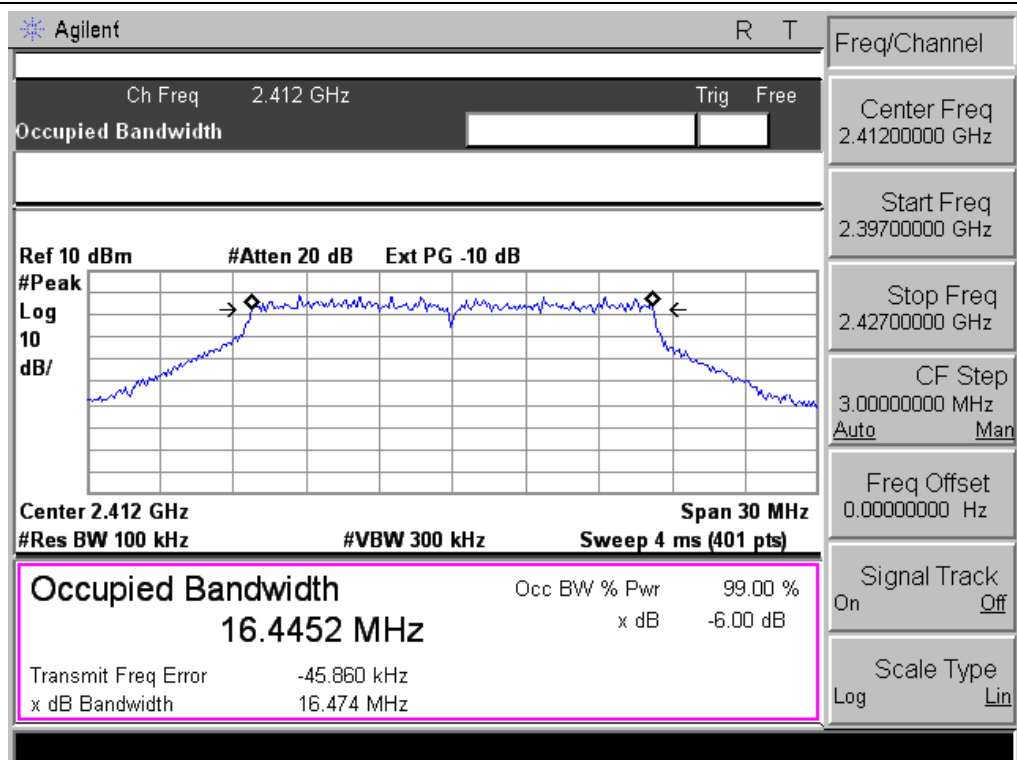 Agilent R T
Ch Freq 2.412 GHz Trig Free
Occupied Bandwidth
Ref 10 dBm #Atten 20 dB Ext PG -10 dB
#Peak
Log
10
dB/
Center 2.412 GHz Span 30 MHz
#Res BW 100 kHz #VBW 300 kHz Sweep 4 ms (401 pts)
Occupied Bandwidth Occ BW % Pwr 99.00 %
16.4452 MHz x dB -6.00 dB
Transmit Freq Error -45.860 kHz
x dB Bandwidth 16.474 MHz
Freq/Channel
Center Freq
2.41200000 GHz
Start Freq
2.39700000 GHz
Stop Freq
2.42700000 GHz
CF Step
3.00000000 MHz
Auto Man
Freq Offset
0.00000000 Hz
Signal Track
On Off
Scale Type
Log Lin